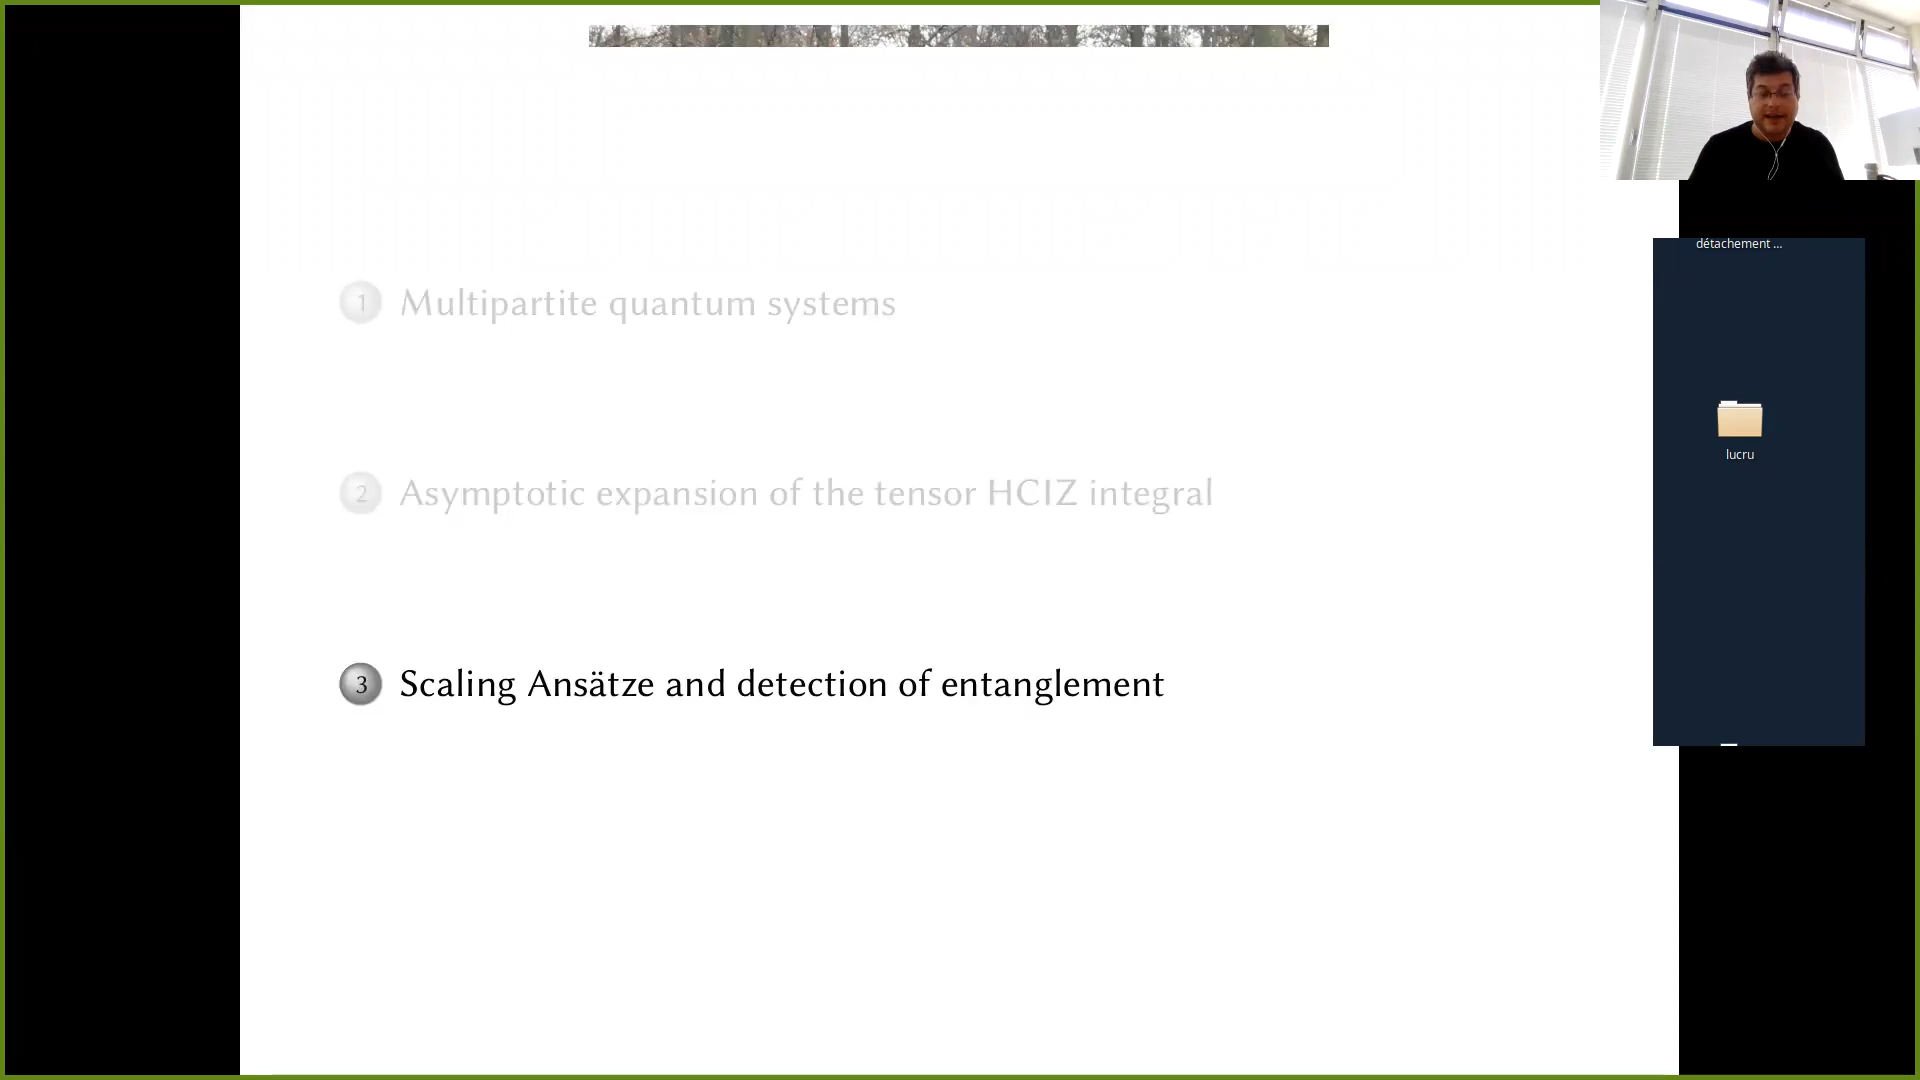 détachement ...
1 Multipartite quantum systems
lucru
2 Asymptotic expansion of the tensor HCIZ integral
3 Scaling Ansätze and detection of entanglement